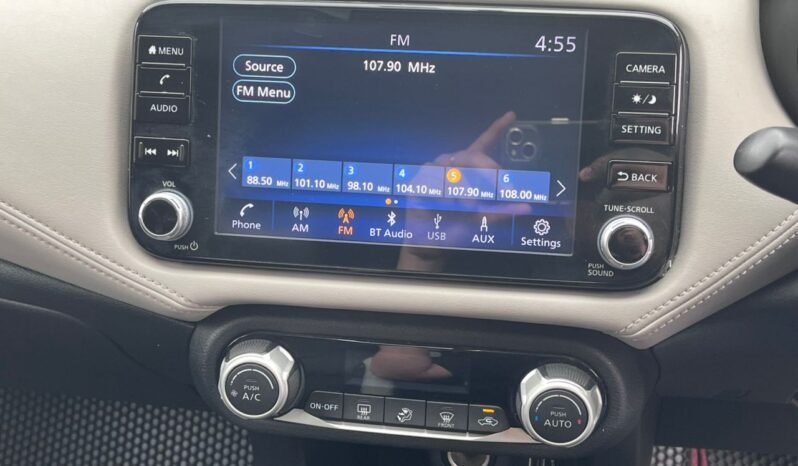 FM 4:55
MENU
AUDIO
VOL
PUSH
Source
107.90 MHz
FM Menu
1 2 3 4 5 6
88.50 MHz 101.10 MHz 98.10 MHz 104.10 MHz 107.90 MHz 108.00 MHz
Phone AM FM BT Audio USB AUX Settings
CAMERA
SETTING
BACK
TUNE-SCROLL
PUSH
SOUND
PUSH
A/C
ON·OFF
REAR
FRONT
PUSH
AUTO